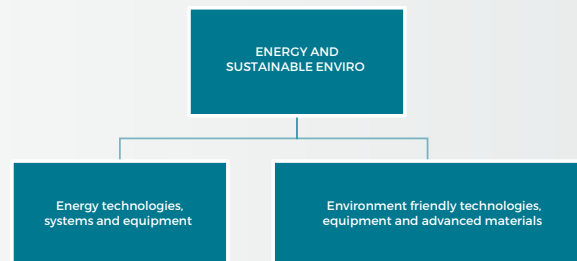 ENERGY AND
SUSTAINABLE ENVIRO
Energy technologies,
systems and equipment
Environment friendly technologies,
equipment and advanced materials